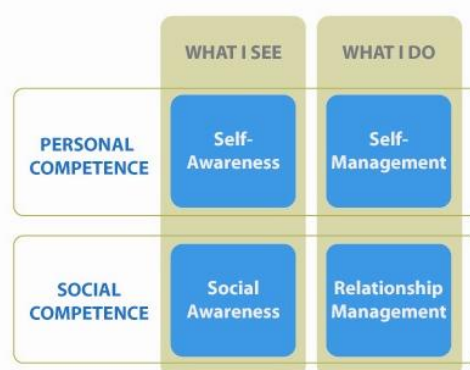 WHAT I SEE
WHAT I DO
PERSONAL
COMPETENCE
Self-
Awareness
Self-
Management
SOCIAL
COMPETENCE
Social
Awareness
Relationship
Management